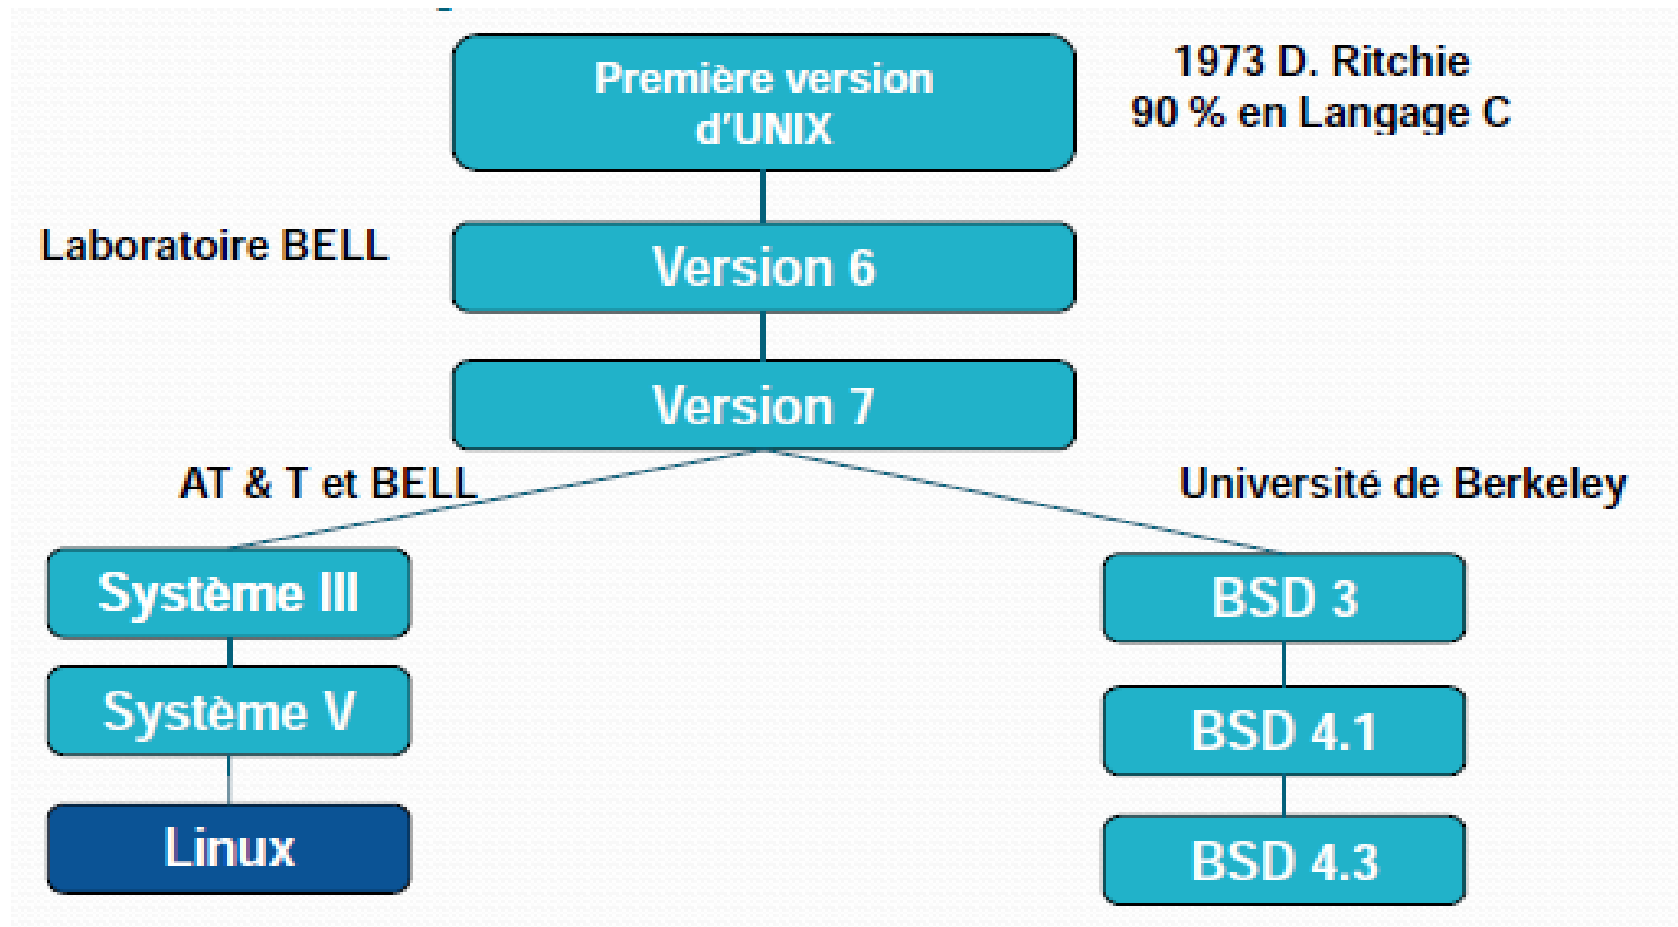 Première version
d'UNIX
1973 D. Ritchie
90 % en Langage C
Laboratoire BELL
Version 6
Version 7
AT & T et BELL
Université de Berkeley
Système III
BSD 3
Système V
BSD 4.1
Linux
BSD 4.3